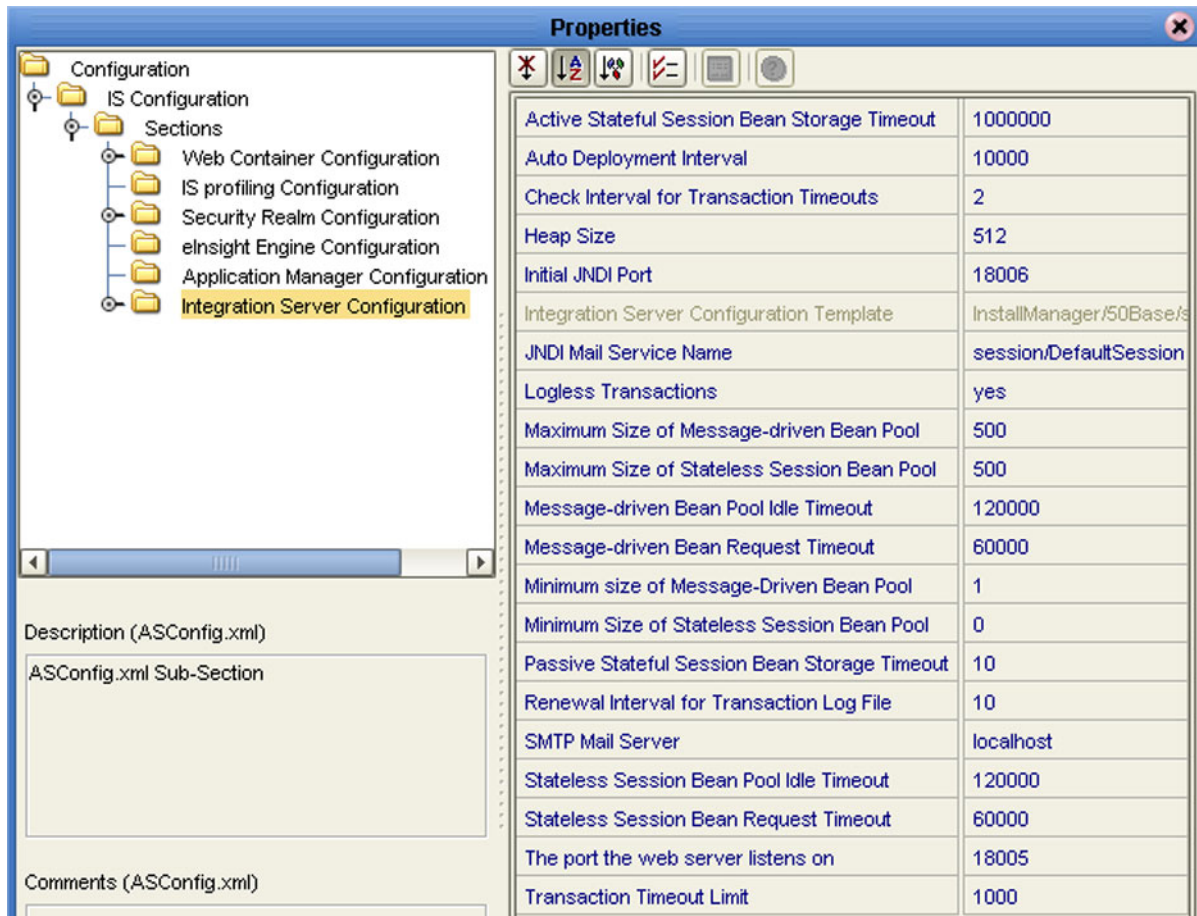 Properties
Configuration
IS Configuration
Sections
Web Container Configuration
IS profiling Configuration
Security Realm Configuration
eInsight Engine Configuration
Application Manager Configuration
Integration Server Configuration
Description (ASConfig.xml)
ASConfig.xml Sub-Section
Comments (ASConfig.xml)
Active Stateful Session Bean Storage Timeout 1000000
Auto Deployment Interval 10000
Check Interval for Transaction Timeouts 2
Heap Size 512
Initial JNDI Port 18006
Integration Server Configuration Template InstallManager/50Base/s
JNDI Mail Service Name session/DefaultSession
Logless Transactions yes
Maximum Size of Message-driven Bean Pool 500
Maximum Size of Stateless Session Bean Pool 500
Message-driven Bean Pool Idle Timeout 120000
Message-driven Bean Request Timeout 60000
Minimum size of Message-Driven Bean Pool 1
Minimum Size of Stateless Session Bean Pool 0
Passive Stateful Session Bean Storage Timeout 10
Renewal Interval for Transaction Log File 10
SMTP Mail Server localhost
Stateless Session Bean Pool Idle Timeout 120000
Stateless Session Bean Request Timeout 60000
The port the web server listens on 18005
Transaction Timeout Limit 1000